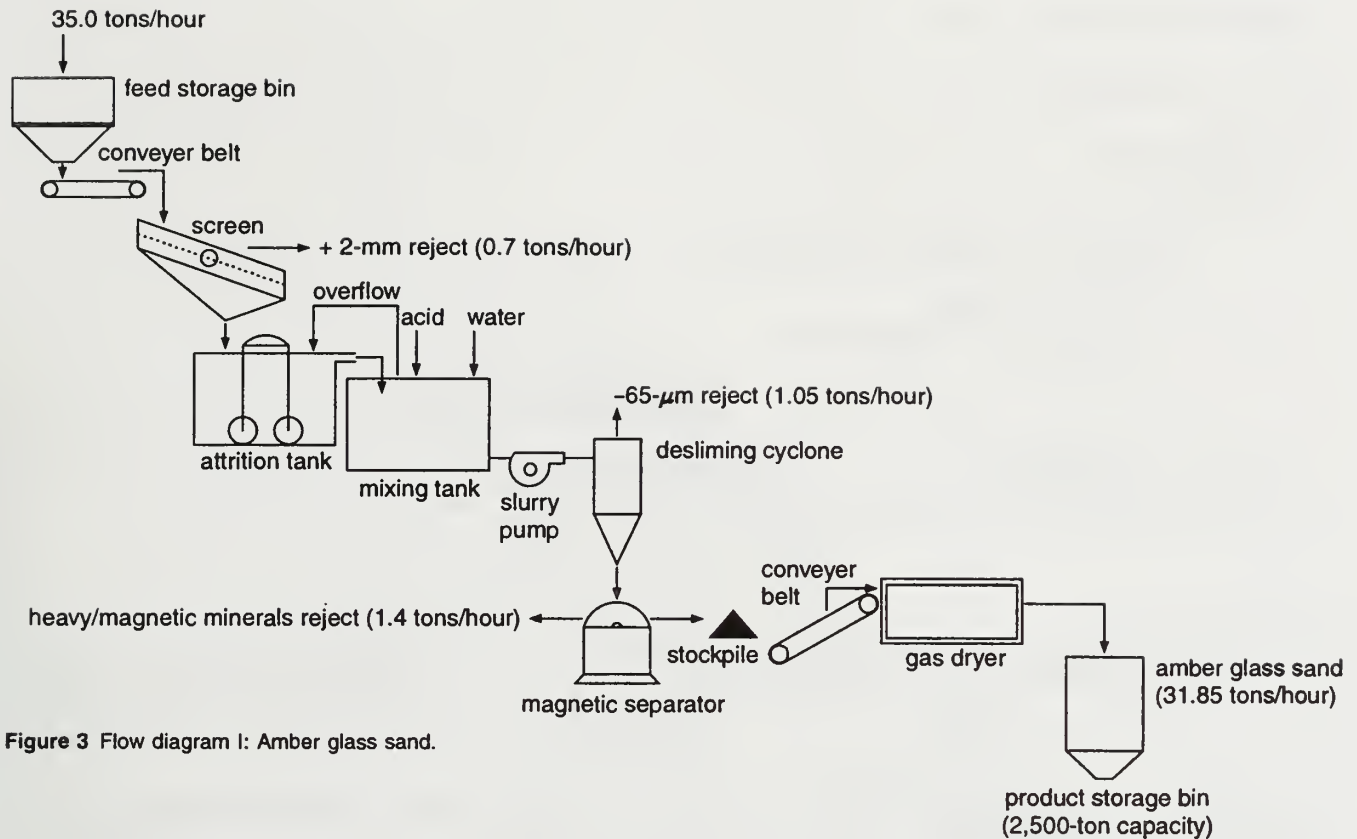 35.0 tons/hour
feed storage bin
conveyer belt
screen
+ 2-mm reject (0.7 tons/hour)
overflow
acid
water
-65-μm reject (1.05 tons/hour)
desliming cyclone
attrition tank
mixing tank
slurry
pump
conveyer
belt
heavy/magnetic minerals reject (1.4 tons/hour)
stockpile
gas dryer
magnetic separator
amber glass sand
(31.85 tons/hour)
Figure 3 Flow diagram I: Amber glass sand.
product storage bin
(2,500-ton capacity)